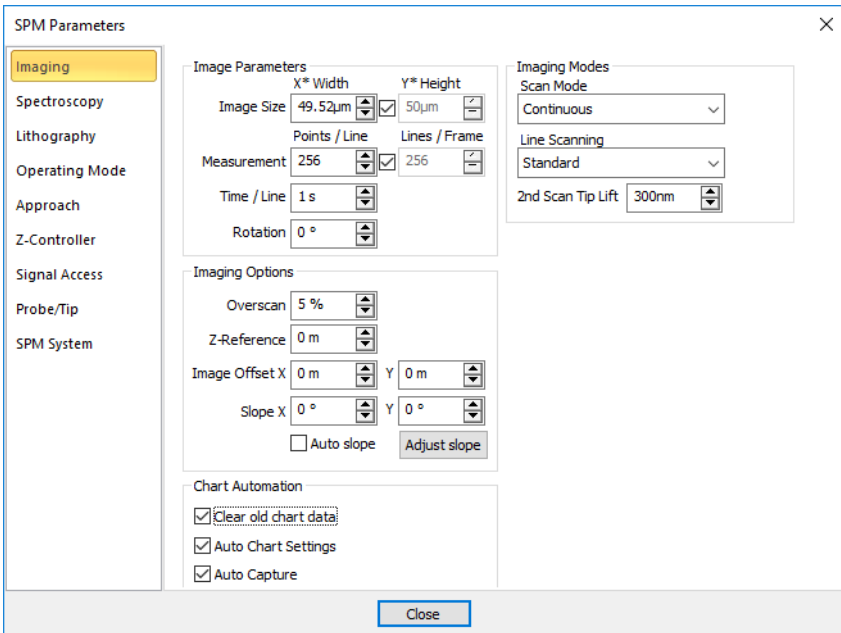 SPM Parameters
Imaging
Spectroscopy
Lithography
Operating Mode
Approach
Z-Controller
Signal Access
Probe/Tip
SPM System
Image Parameters
X* Width Y* Height
Image Size 49.52µm 50µm
Points / Line Lines / Frame
Measurement 256 256
Time / Line 1 s
Rotation 0 °
Imaging Options
Overscan 5 %
Z-Reference 0 m
Image Offset X 0 m Y 0 m
Slope X 0 ° Y 0 °
Auto slope Adjust slope
Chart Automation
Clear old chart data
Auto Chart Settings
Auto Capture
Imaging Modes
Scan Mode
Continuous
Line Scanning
Standard
2nd Scan Tip Lift 300nm
Close